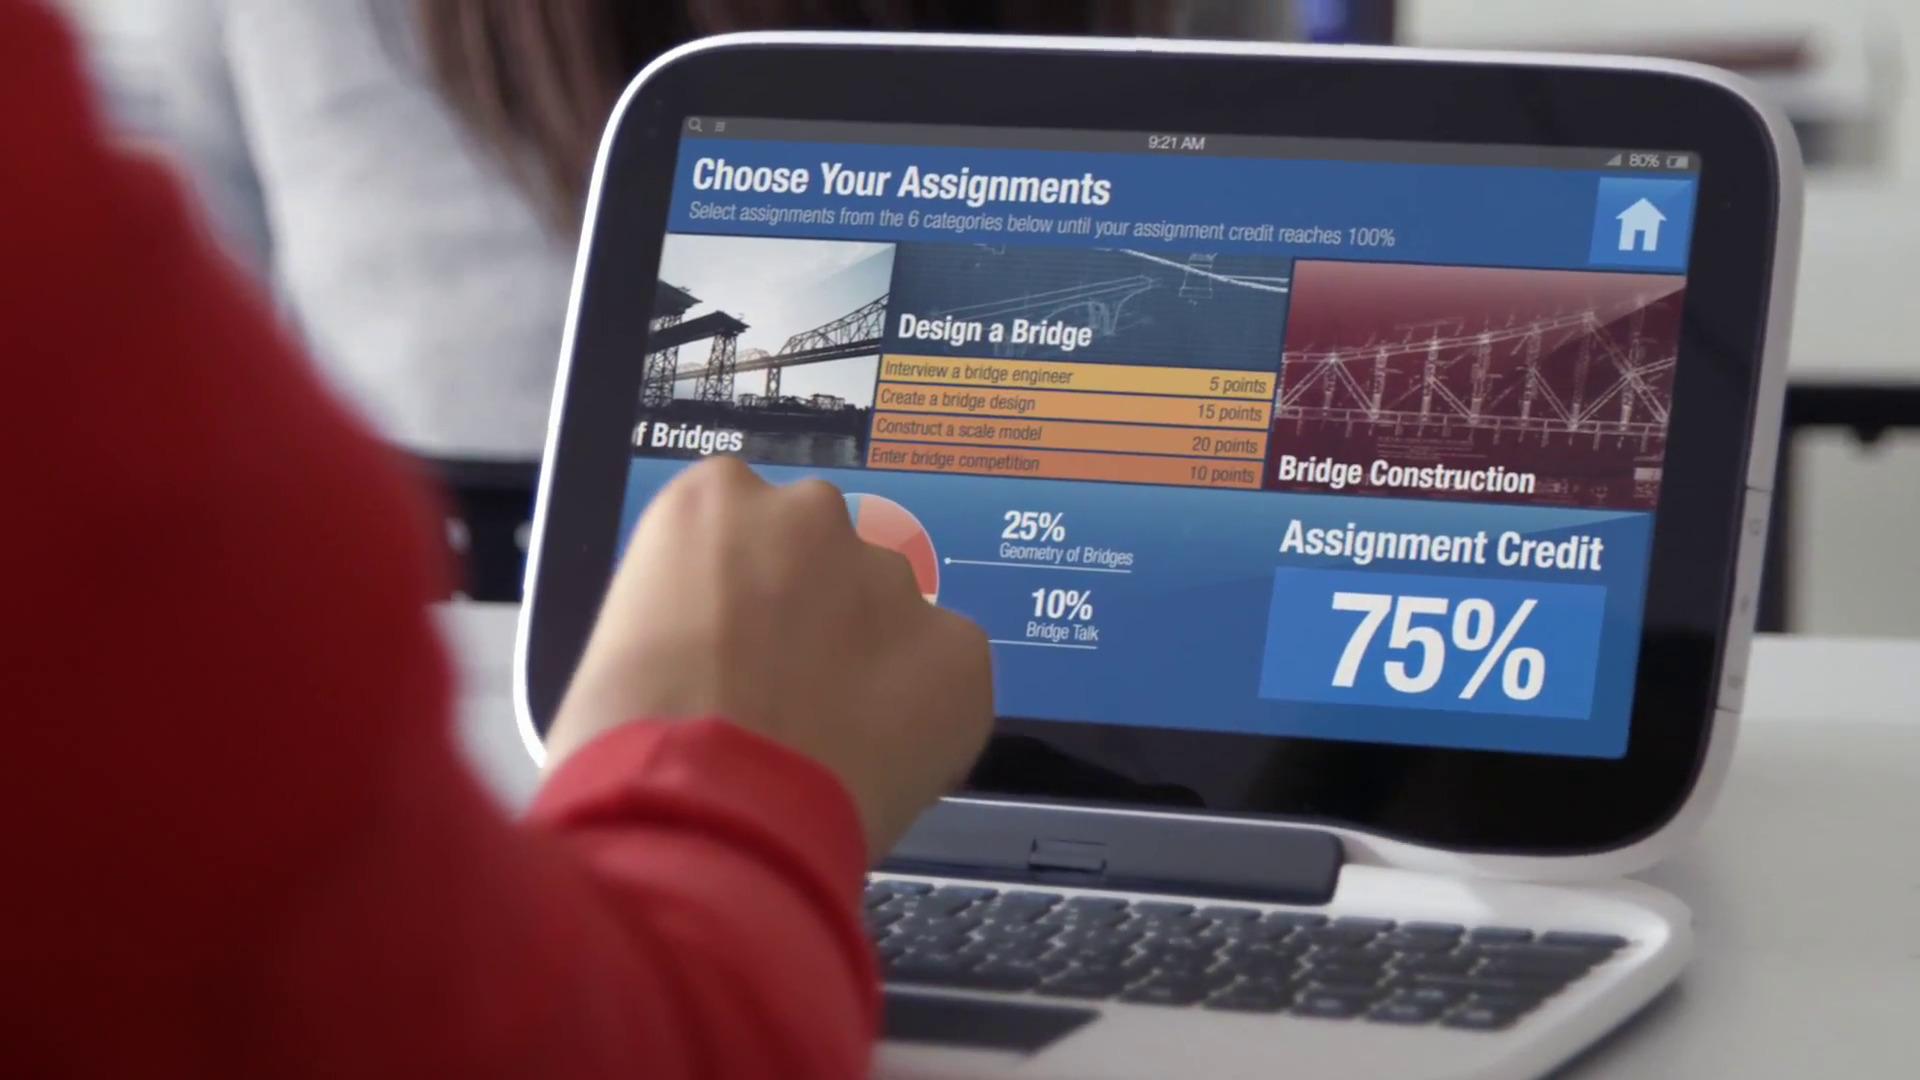 9:21 AM
80%
Choose Your Assignments
Select assignments from the 6 categories below until your assignment credit reaches 100%
f Bridges
Design a Bridge
Interview a bridge engineer 5 points
Create a bridge design 15 points
Construct a scale model 20 points
Enter bridge competition 10 points
Bridge Construction
25%
Geometry of Bridges
10%
Bridge Talk
Assignment Credit
75%